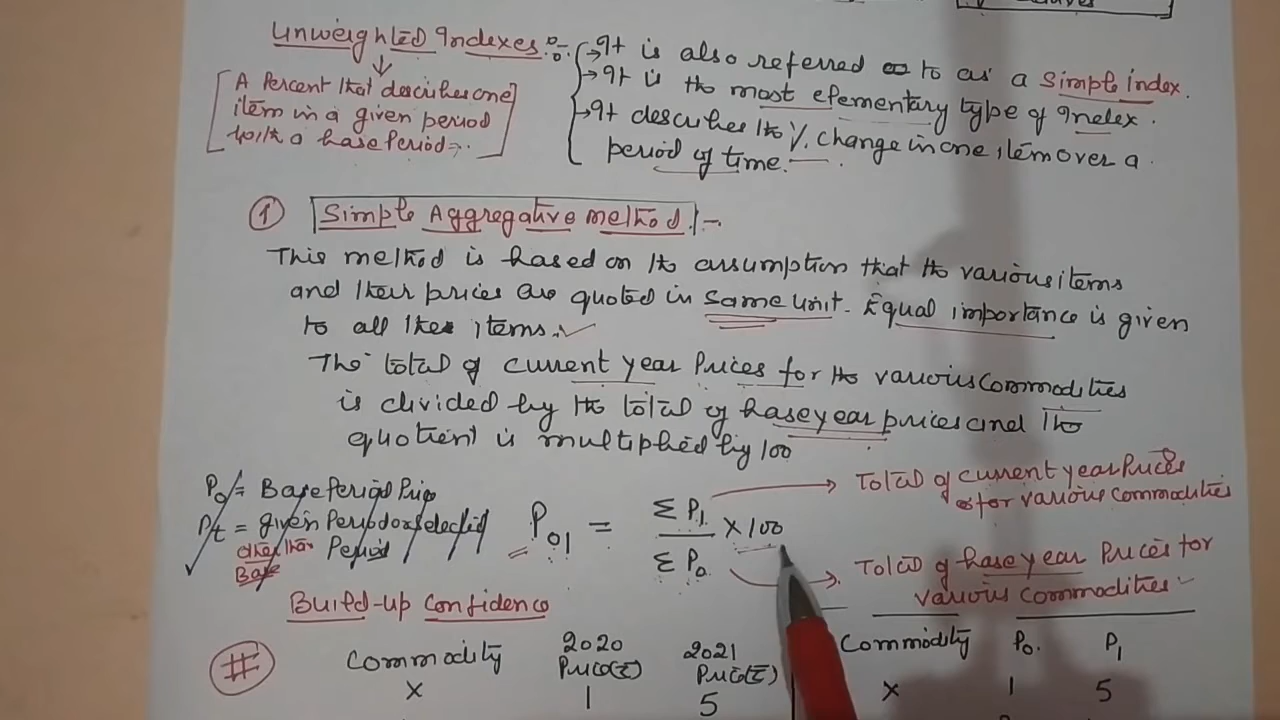 Unweighted Indexes:-
→ It is also referred to as a Simple index.
→ It is the most elementary type of Index.
→ It describes the % change in one item over a
period of time.
[A Percent that describes one
item in a given period
with a base Period.]
① Simple Aggregative method:-
This method is based on the assumption that the various items
and their prices are quoted in same unit. Equal importance is given
to all the items.
The total of current year Prices for the various commodities
is divided by the total of base year prices and the
quotient is multiplied by 100
P₀ = Base Period Price
Pt = given Period or selected
Period
other than
Base
P₀₁ = ΣP₁ / ΣP₀ × 100
→ Total of current year Prices
for various commodities
→ Total of base year Prices for
various commodities
Build-up Confidence
# Commodity 2020 Price(₹) 2021 Price(₹)
X 1 5
Commodity P₀ P₁
X 1 5